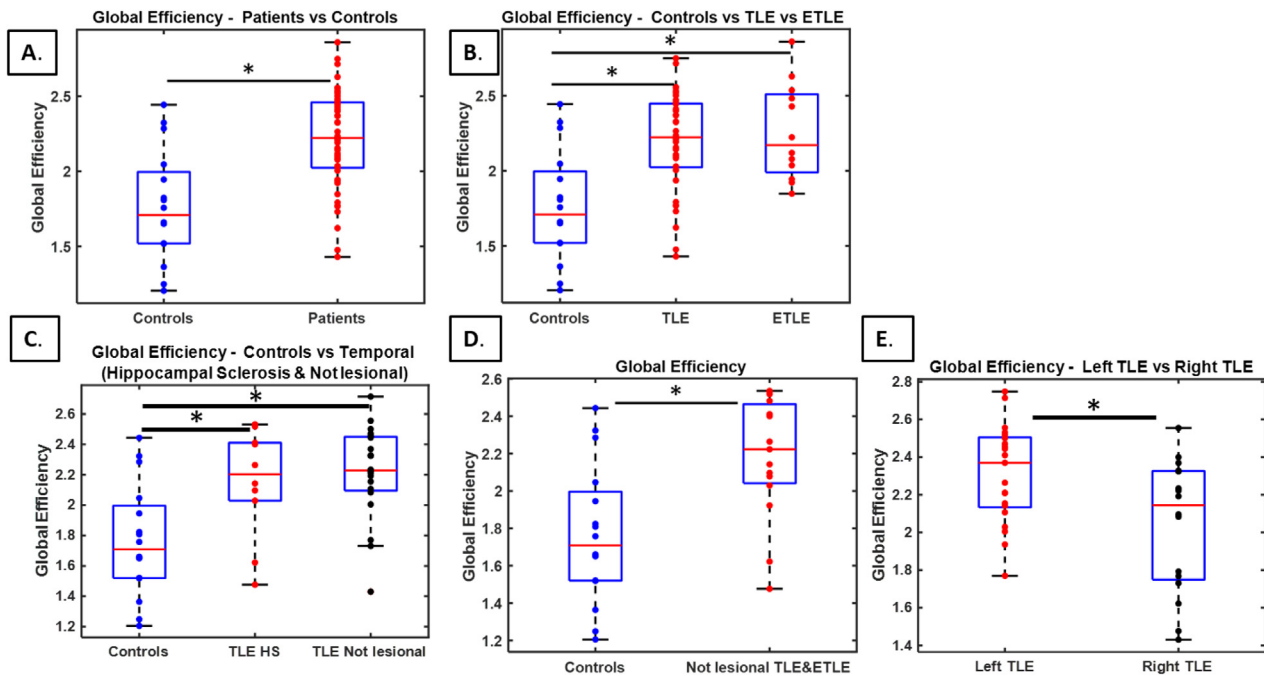 A.
Global Efficiency - Patients vs Controls
*
2.5
2
1.5
Global Efficiency
Controls Patients
B.
Global Efficiency - Controls vs TLE vs ETLE
*
*
2.5
2
1.5
Global Efficiency
Controls TLE ETLE
C.
Global Efficiency - Controls vs Temporal
(Hippocampal Sclerosis & Not lesional)
*
*
2.6
2.4
2.2
2
1.8
1.6
1.4
1.2
Global Efficiency
Controls TLE HS TLE Not lesional
D.
Global Efficiency
*
2.6
2.4
2.2
2
1.8
1.6
1.4
1.2
Global Efficiency
Controls Not lesional TLE&ETLE
E.
Global Efficiency - Left TLE vs Right TLE
*
2.8
2.6
2.4
2.2
2
1.8
1.6
1.4
Global Efficiency
Left TLE Right TLE